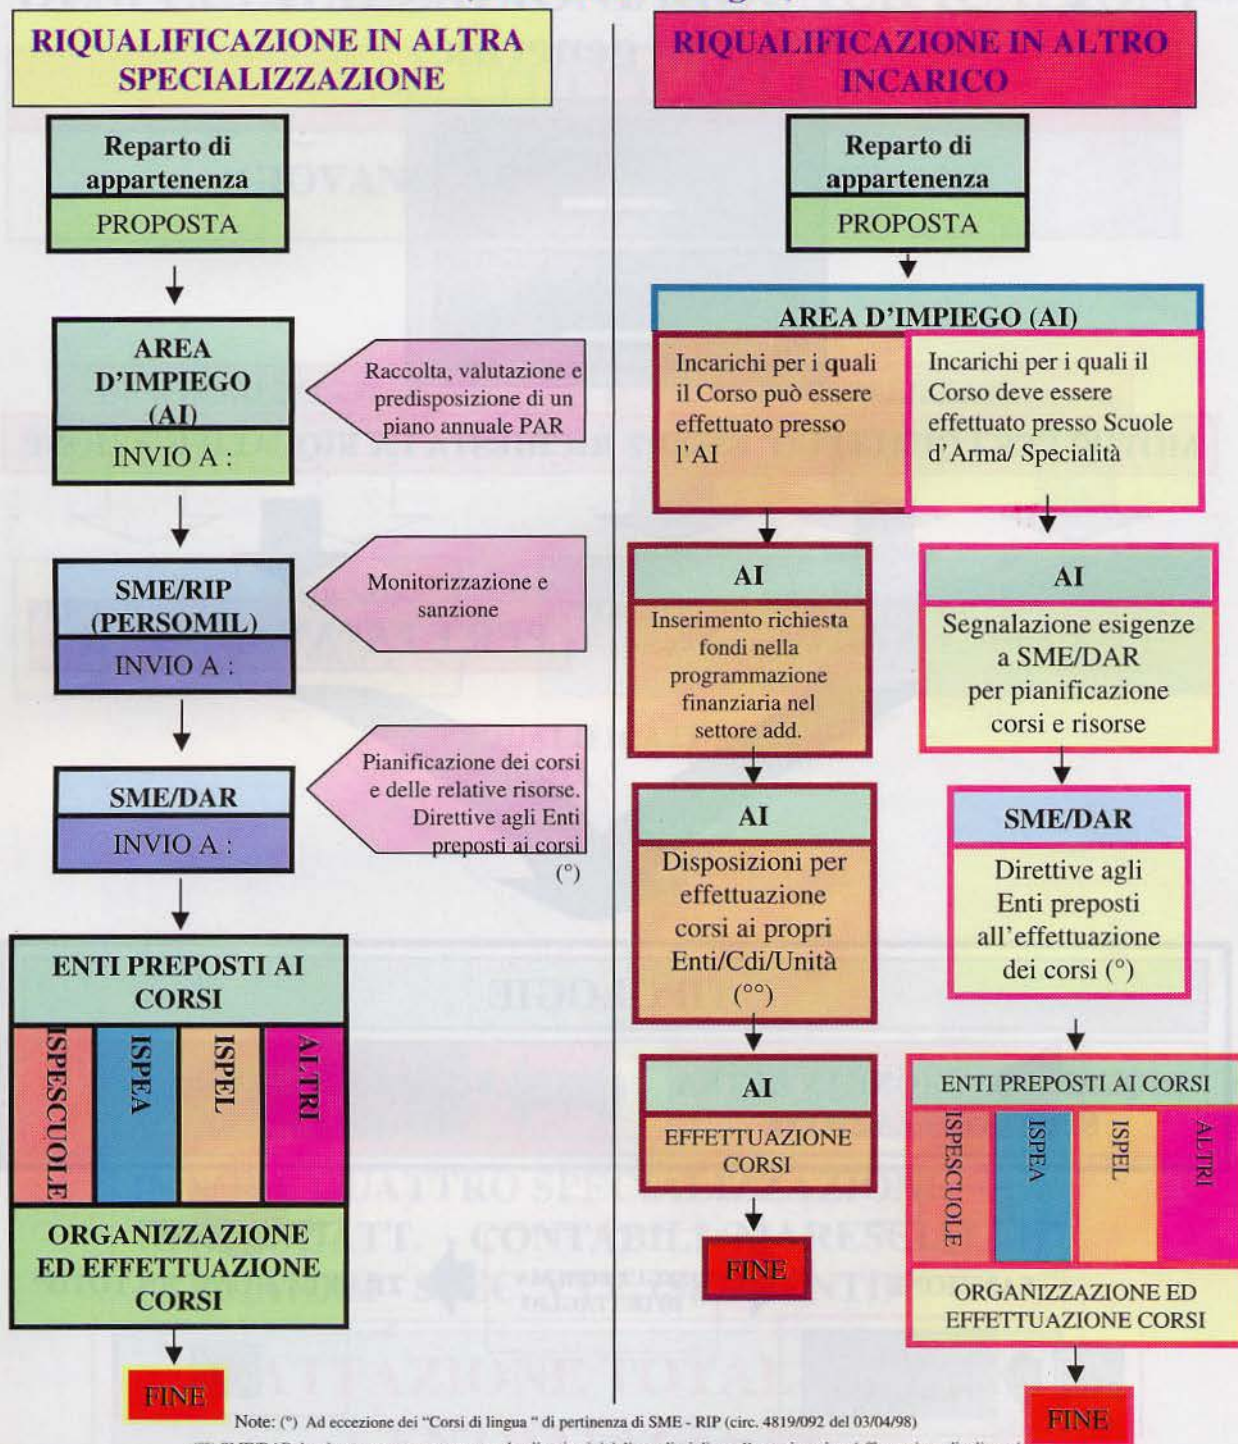 RIQUALIFICAZIONE IN ALTRA
SPECIALIZZAZIONE
Reparto di
appartenenza
PROPOSTA
AREA
D'IMPIEGO
(AI)
INVIO A :
Raccolta, valutazione e
predisposizione di un
piano annuale PAR
SME/RIP
(PERSOMIL)
INVIO A :
Monitorizzazione e
sanzione
SME/DAR
INVIO A :
Pianificazione dei corsi
e delle relative risorse.
Direttive agli Enti
preposti ai corsi
(°)
ENTI PREPOSTI AI
CORSI
ISPESCUOLE
ISPEA
ISPEL
ALTRI
ORGANIZZAZIONE
ED EFFETTUAZIONE
CORSI
FINE
RIQUALIFICAZIONE IN ALTRO
INCARICO
Reparto di
appartenenza
PROPOSTA
AREA D'IMPIEGO (AI)
Incarichi per i quali
il Corso può essere
effettuato presso
l'AI
Incarichi per i quali il
Corso deve essere
effettuato presso Scuole
d'Arma/ Specialità
AI
Inserimento richiesta
fondi nella
programmazione
finanziaria nel
settore add.
AI
Disposizioni per
effettuazione
corsi ai propri
Enti/Cdi/Unità
(°°)
AI
EFFETTUAZIONE
CORSI
FINE
AI
Segnalazione esigenze
a SME/DAR
per pianificazione
corsi e risorse
SME/DAR
Direttive agli
Enti preposti
all'effettuazione
dei corsi (°)
ENTI PREPOSTI AI CORSI
ISPESCUOLE
ISPEA
ISPEL
ALTRI
ORGANIZZAZIONE ED
EFFETTUAZIONE CORSI
FINE
Note: (°) Ad eccezione dei "Corsi di lingua " di pertinenza di SME - RIP (circ. 4819/092 del 03/04/98)